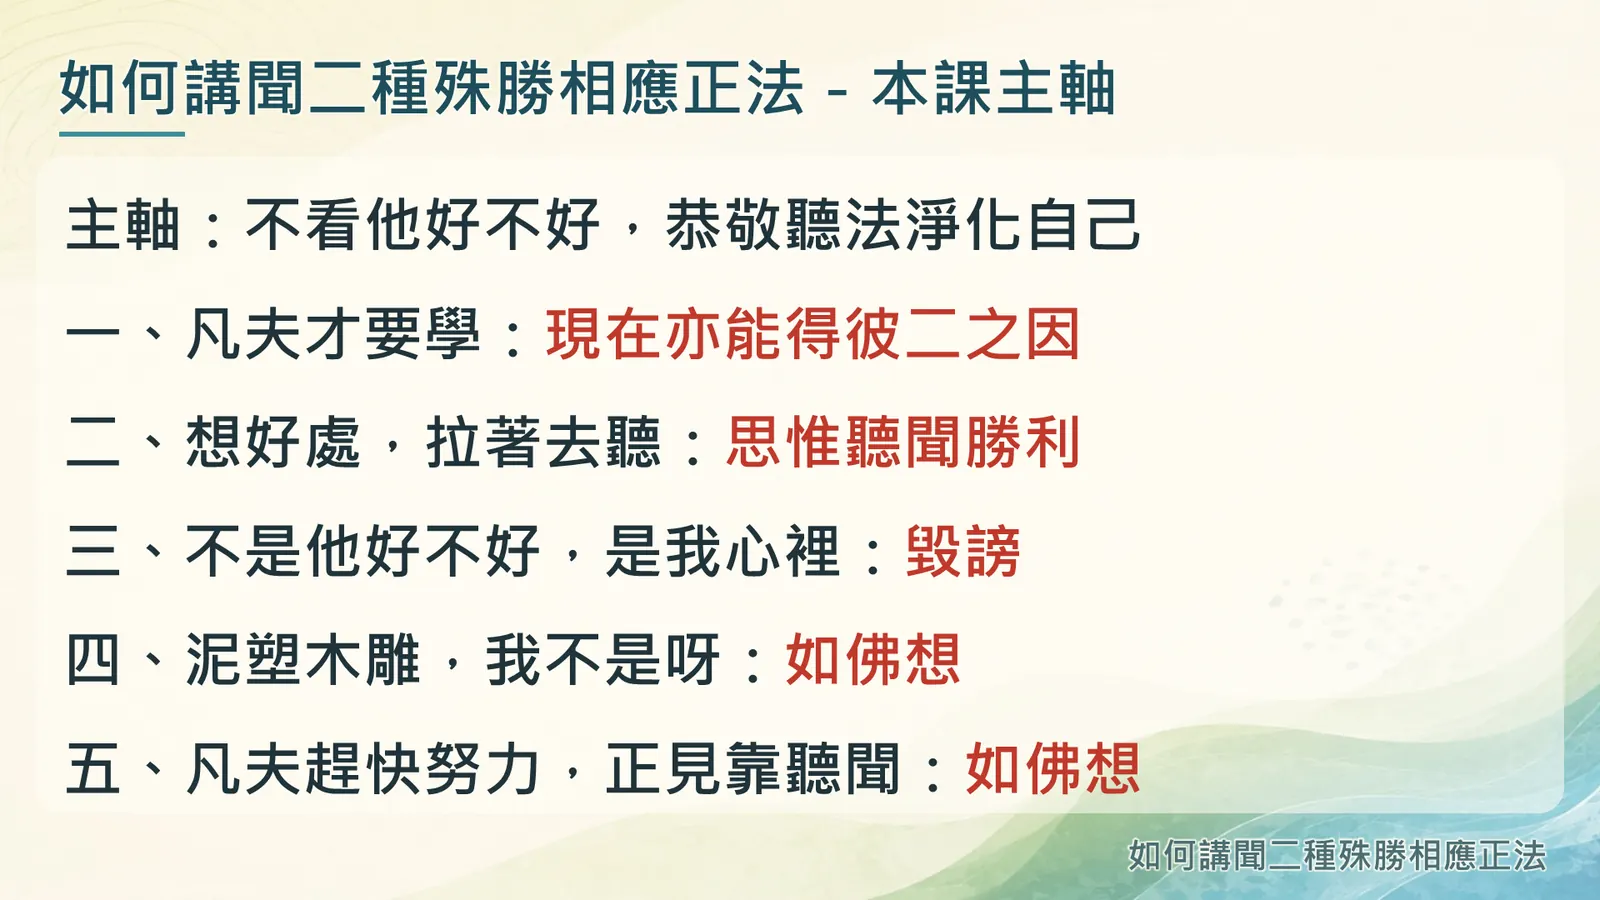 如何講聞二種殊勝相應正法 - 本課主軸
主軸：不看他好不好，恭敬聽法淨化自己
一、凡夫才要學：現在亦能得彼二之因
二、想好處，拉著去聽：思惟聽聞勝利
三、不是他好不好，是我心裡：毀謗
四、泥塑木雕，我不是呀：如佛想
五、凡夫趕快努力，正見靠聽聞：如佛想
如何講聞二種殊勝相應正法